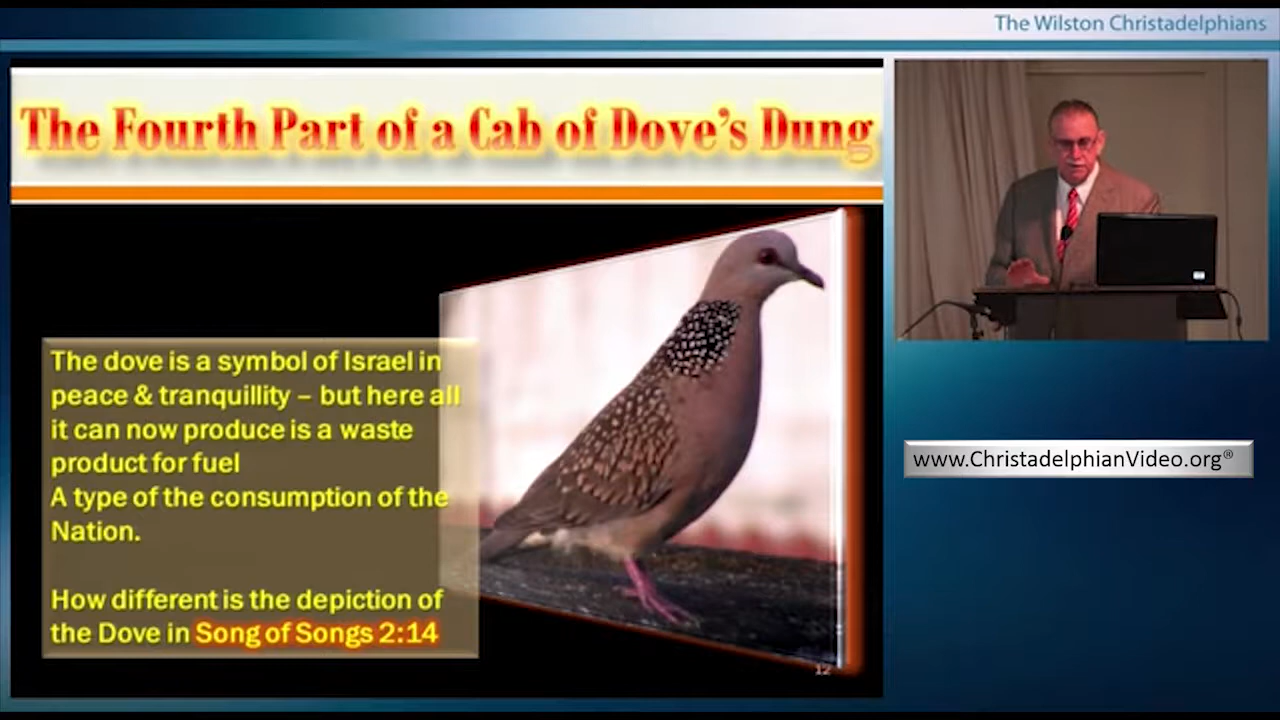 The Wilston Christadelphians
The Fourth Part of a Cab of Dove's Dung
The dove is a symbol of Israel in
peace & tranquillity – but here all
it can now produce is a waste
product for fuel
A type of the consumption of the
Nation.
How different is the depiction of
the Dove in Song of Songs 2:14
12
www.ChristadelphianVideo.org®